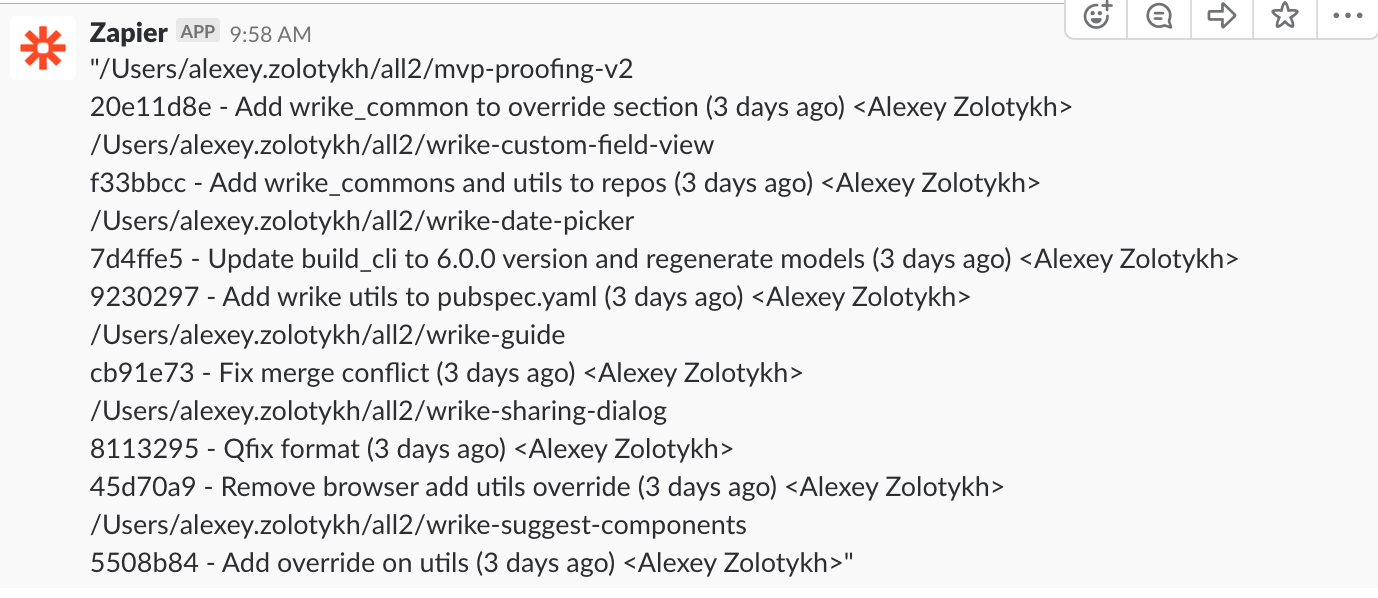 Zapier APP 9:58 AM
"/Users/alexey.zolotykh/all2/mvp-proofing-v2
20e11d8e - Add wrike_common to override section (3 days ago) <Alexey Zolotykh>
/Users/alexey.zolotykh/all2/wrike-custom-field-view
f33bbcc - Add wrike_commons and utils to repos (3 days ago) <Alexey Zolotykh>
/Users/alexey.zolotykh/all2/wrike-date-picker
7d4ffe5 - Update build_cli to 6.0.0 version and regenerate models (3 days ago) <Alexey Zolotykh>
9230297 - Add wrike utils to pubspec.yaml (3 days ago) <Alexey Zolotykh>
/Users/alexey.zolotykh/all2/wrike-guide
cb91e73 - Fix merge conflict (3 days ago) <Alexey Zolotykh>
/Users/alexey.zolotykh/all2/wrike-sharing-dialog
8113295 - Qfix format (3 days ago) <Alexey Zolotykh>
45d70a9 - Remove browser add utils override (3 days ago) <Alexey Zolotykh>
/Users/alexey.zolotykh/all2/wrike-suggest-components
5508b84 - Add override on utils (3 days ago) <Alexey Zolotykh>"